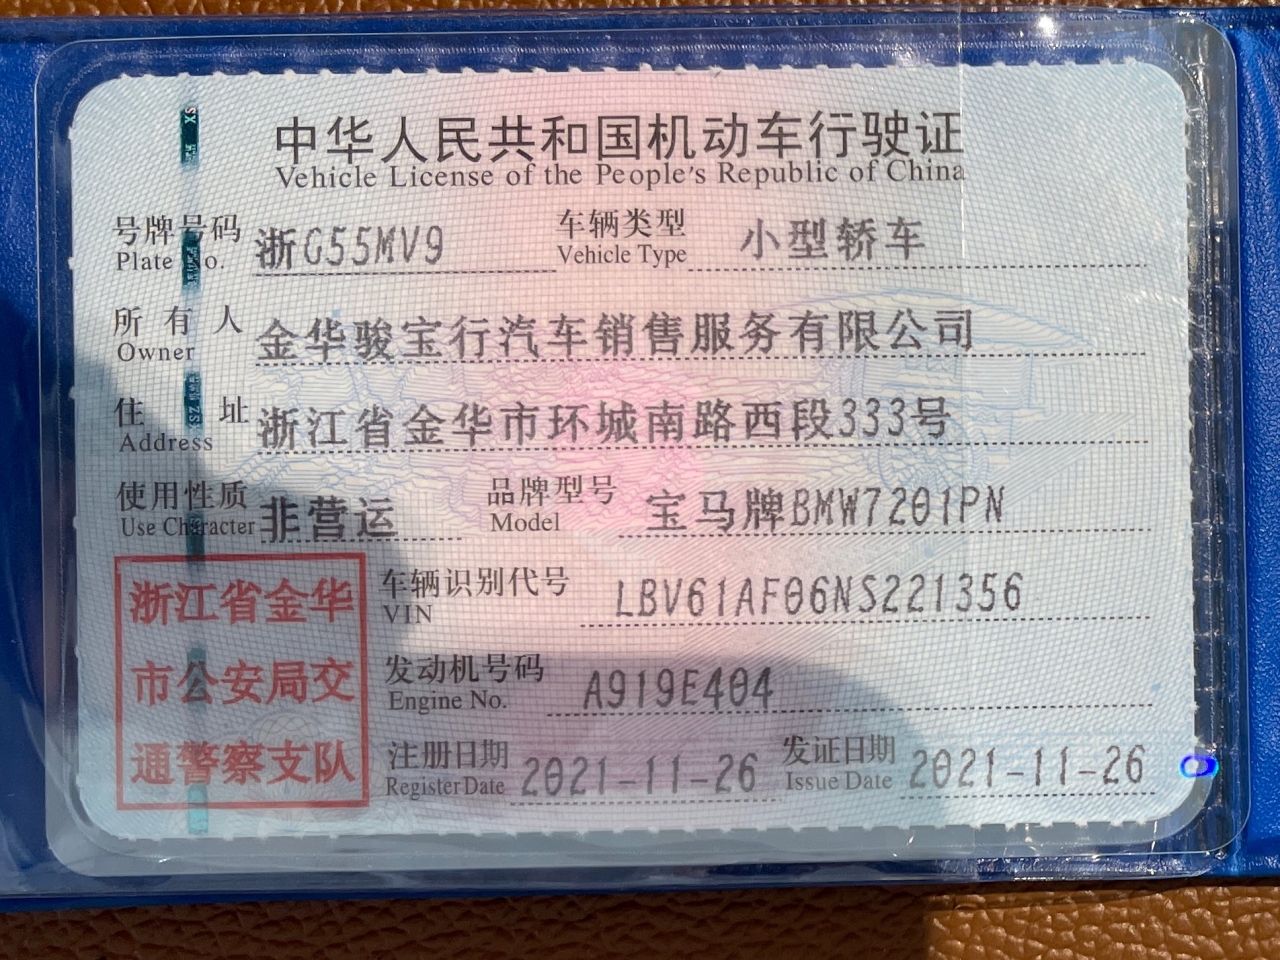 中华人民共和国机动车行驶证
Vehicle License of the People's Republic of China
号牌号码 浙G55MV9 车辆类型 小型轿车
Plate No. Vehicle Type
所有人 金华骏宝行汽车销售服务有限公司
Owner
住址 浙江省金华市环城南路西段333号
Address
使用性质 非营运 品牌型号 宝马牌BMW7201PN
Use Character Model
浙江省金华
市公安局交
通警察支队
车辆识别代号 LBV61AF06NS221356
VIN
发动机号码 A919E404
Engine No.
注册日期 2021-11-26 发证日期 2021-11-26
Register Date Issue Date